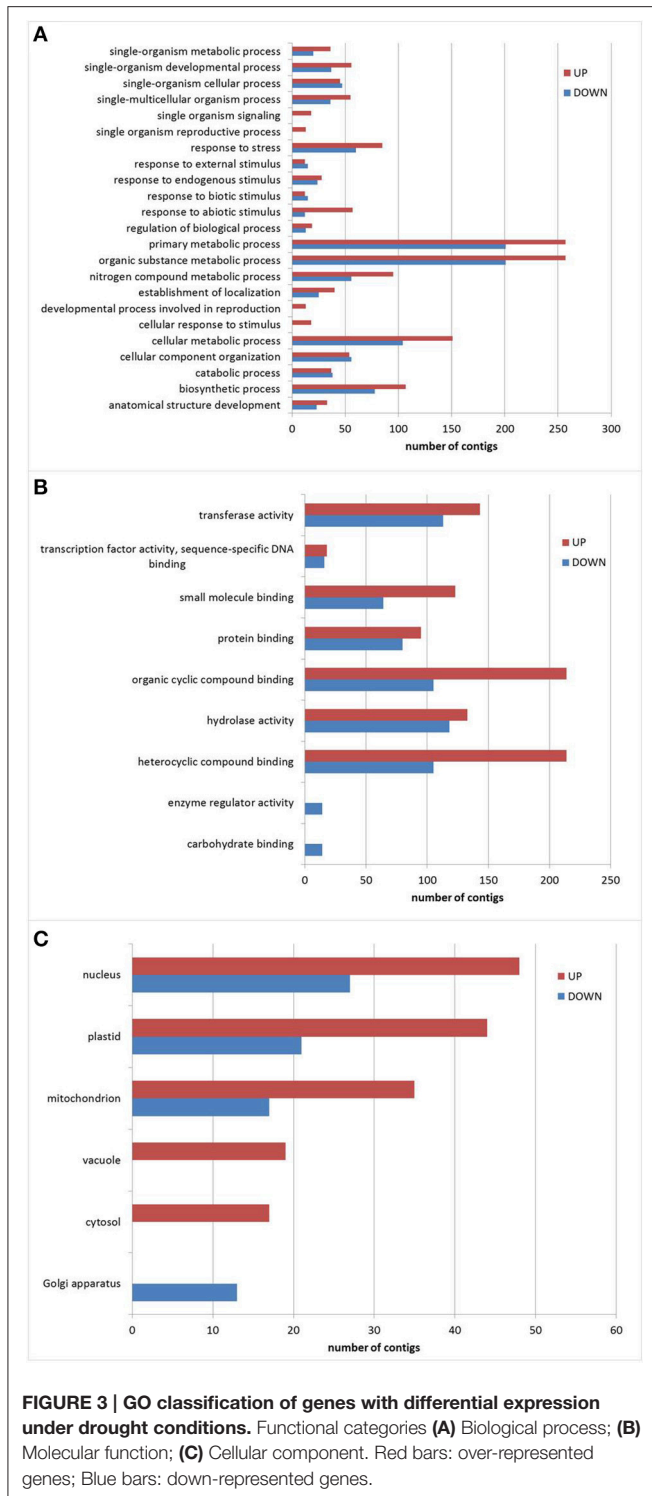 A
single-organism metabolic process
single-organism developmental process
single-organism cellular process
single-multicellular organism process
single organism signaling
single organism reproductive process
response to stress
response to external stimulus
response to endogenous stimulus
response to biotic stimulus
response to abiotic stimulus
regulation of biological process
primary metabolic process
organic substance metabolic process
nitrogen compound metabolic process
establishment of localization
developmental process involved in reproduction
cellular response to stimulus
cellular metabolic process
cellular component organization
catabolic process
biosynthetic process
anatomical structure development
UP
DOWN
0 50 100 150 200 250 300
number of contigs
B
transferase activity
transcription factor activity, sequence-specific DNA
binding
small molecule binding
protein binding
organic cyclic compound binding
hydrolase activity
heterocyclic compound binding
enzyme regulator activity
carbohydrate binding
UP
DOWN
0 50 100 150 200 250
number of contigs
C
nucleus
plastid
mitochondrion
vacuole
cytosol
Golgi apparatus
UP
DOWN
0 10 20 30 40 50 60
number of contigs
FIGURE 3 | GO classification of genes with differential expression
under drought conditions. Functional categories (A) Biological process; (B)
Molecular function; (C) Cellular component. Red bars: over-represented
genes; Blue bars: down-represented genes.